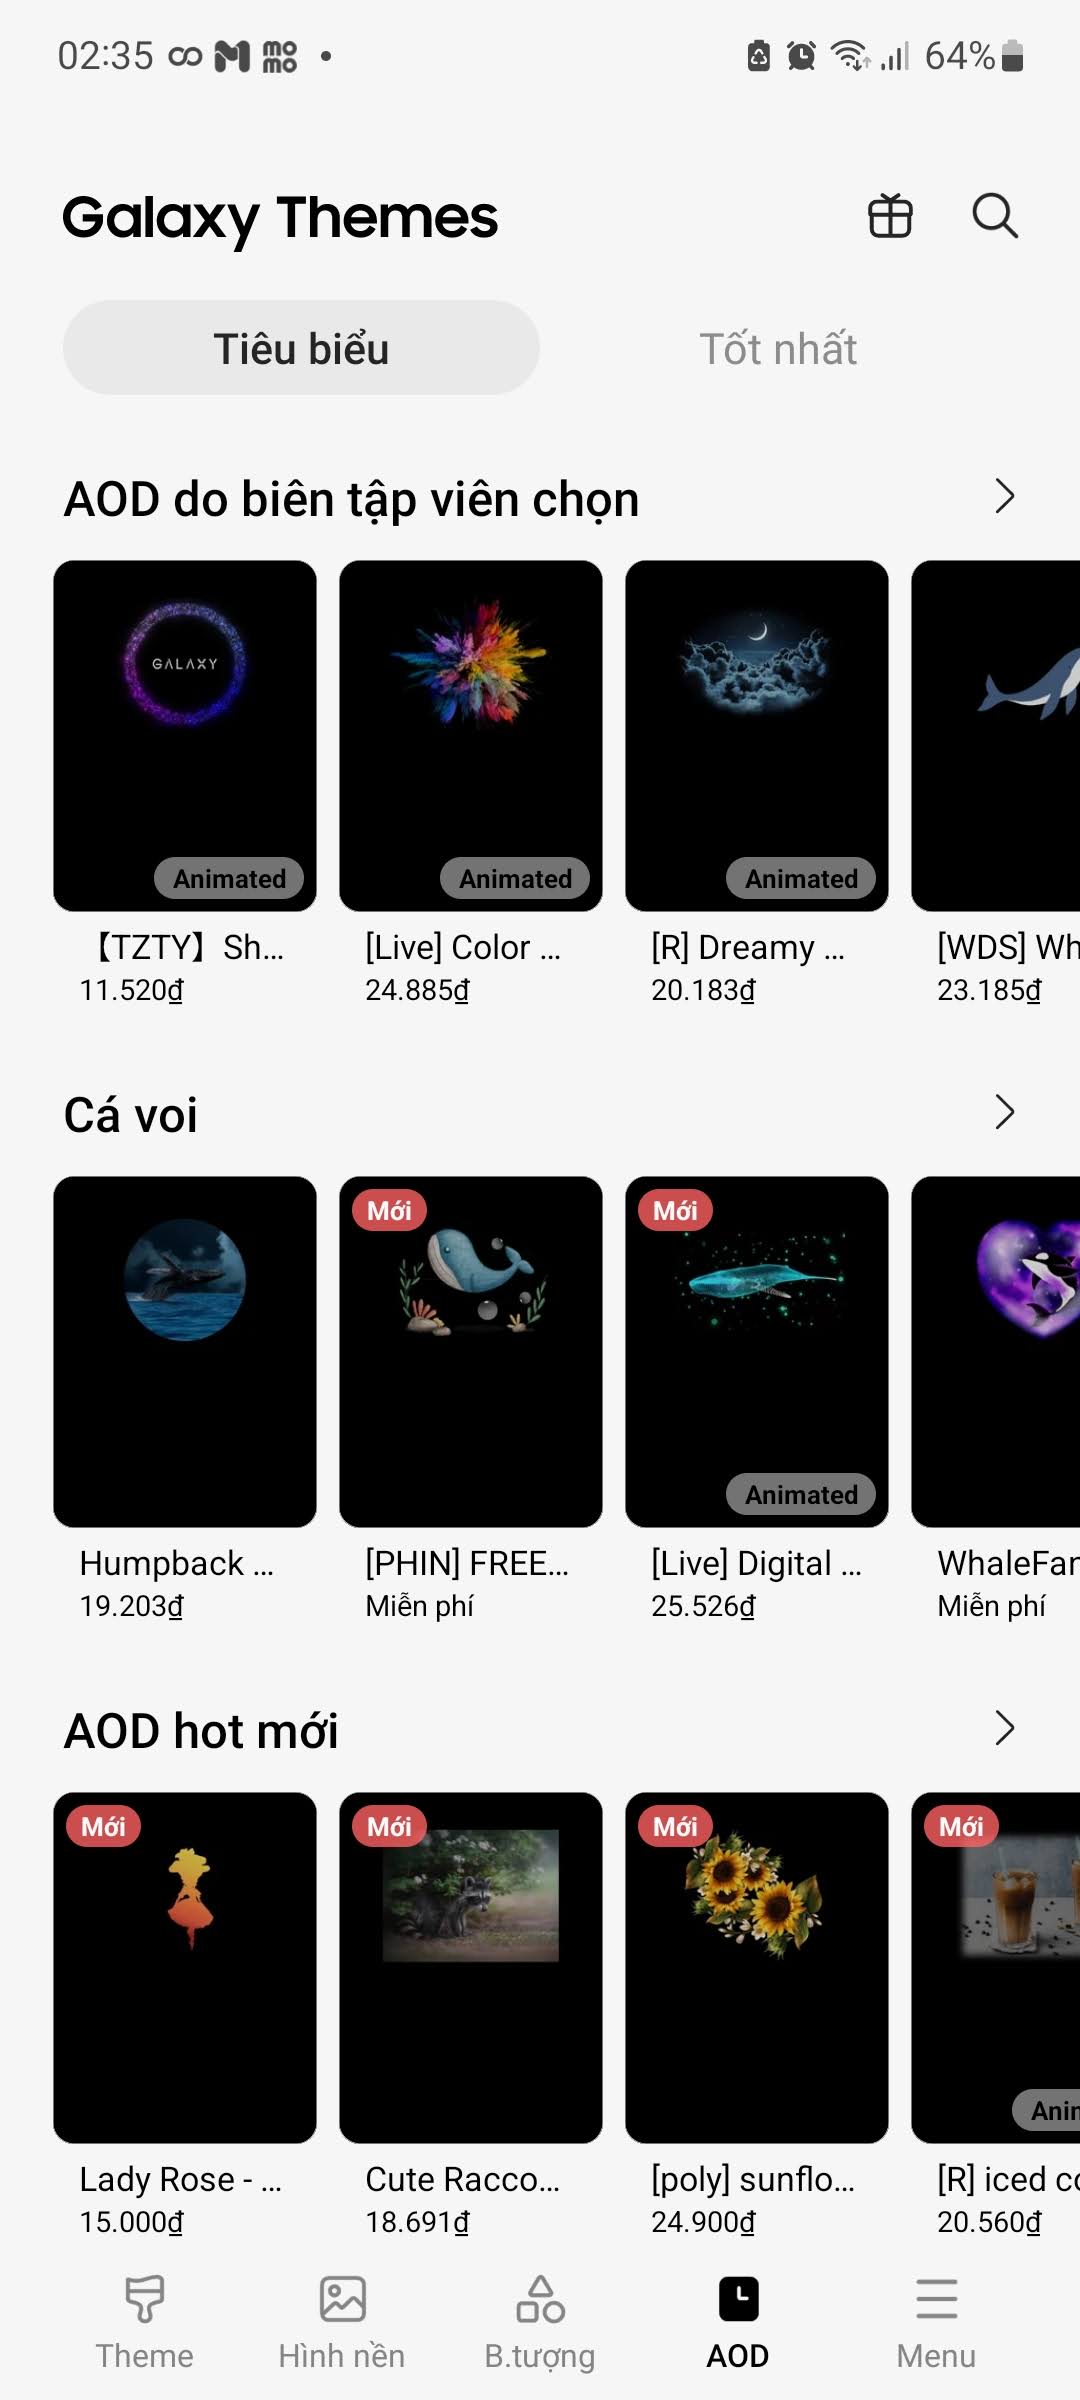 02:35
64%
Galaxy Themes
Tiêu biểu
Tốt nhất
AOD do biên tập viên chọn
GALAXY
Animated
Animated
Animated
【TZTY】Sh...
[Live] Color ...
[R] Dreamy ...
[WDS] Wh
11.520₫
24.885₫
20.183₫
23.185₫
Cá voi
Mới
Mới
Animated
Humpback ...
[PHIN] FREE...
[Live] Digital ...
WhaleFan
19.203₫
Miễn phí
25.526₫
Miễn phí
AOD hot mới
Mới
Mới
Mới
Mới
Anim
Lady Rose - ...
Cute Racco...
[poly] sunflo...
[R] iced co
15.000₫
18.691₫
24.900₫
20.560₫
Theme
Hình nền
B.tượng
AOD
Menu